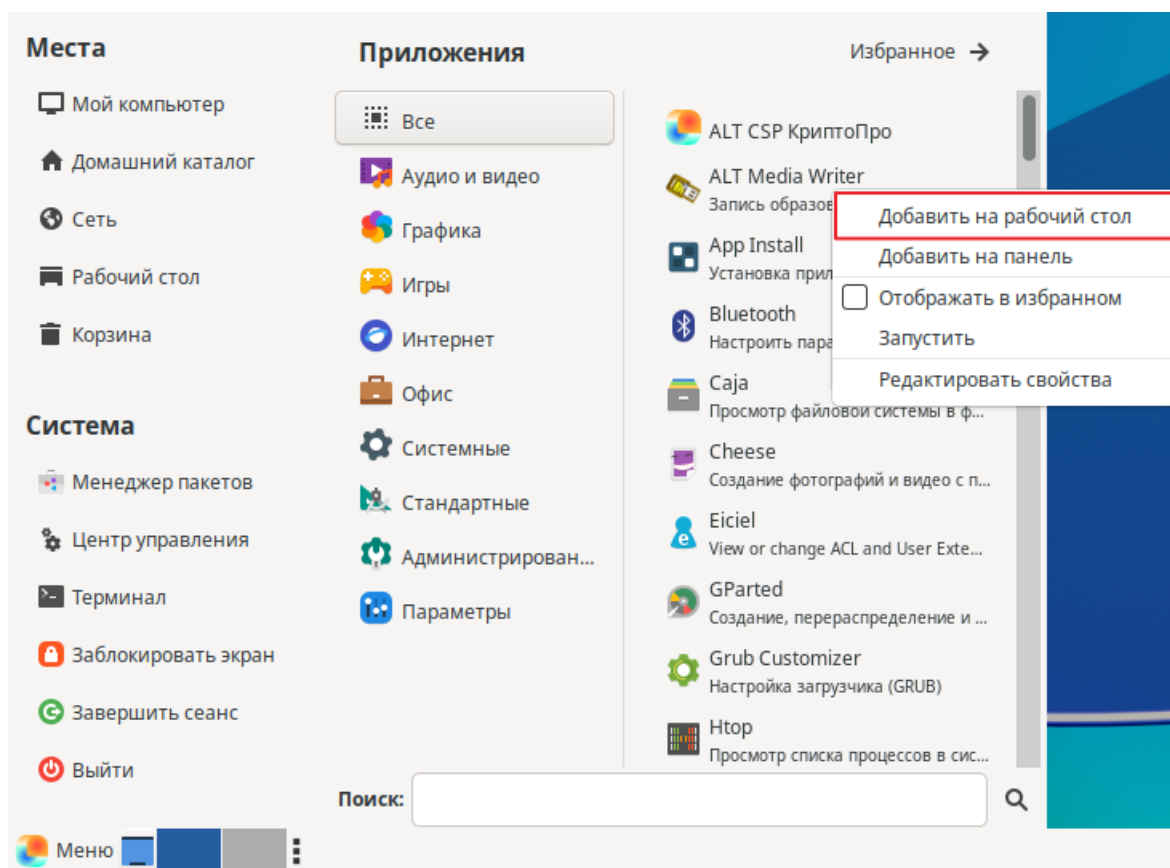 Места
Мой компьютер
Домашний каталог
Сеть
Рабочий стол
Корзина
Система
Менеджер пакетов
Центр управления
Терминал
Заблокировать экран
Завершить сеанс
Выйти
Приложения
Избранное →
Все
Аудио и видео
Графика
Игры
Интернет
Офис
Системные
Стандартные
Администрирован...
Параметры
ALT CSP КриптоПро
ALT Media Writer
Запись образов
App Install
Установка прил
Bluetooth
Настроить пара
Caja
Просмотр файловой системы в ф...
Cheese
Создание фотографий и видео с п...
Eiciel
View or change ACL and User Exte...
GParted
Создание, перераспределение и ...
Grub Customizer
Настройка загрузчика (GRUB)
Htop
Просмотр списка процессов в сис...
Добавить на рабочий стол
Добавить на панель
Отображать в избранном
Запустить
Редактировать свойства
Поиск:
Меню